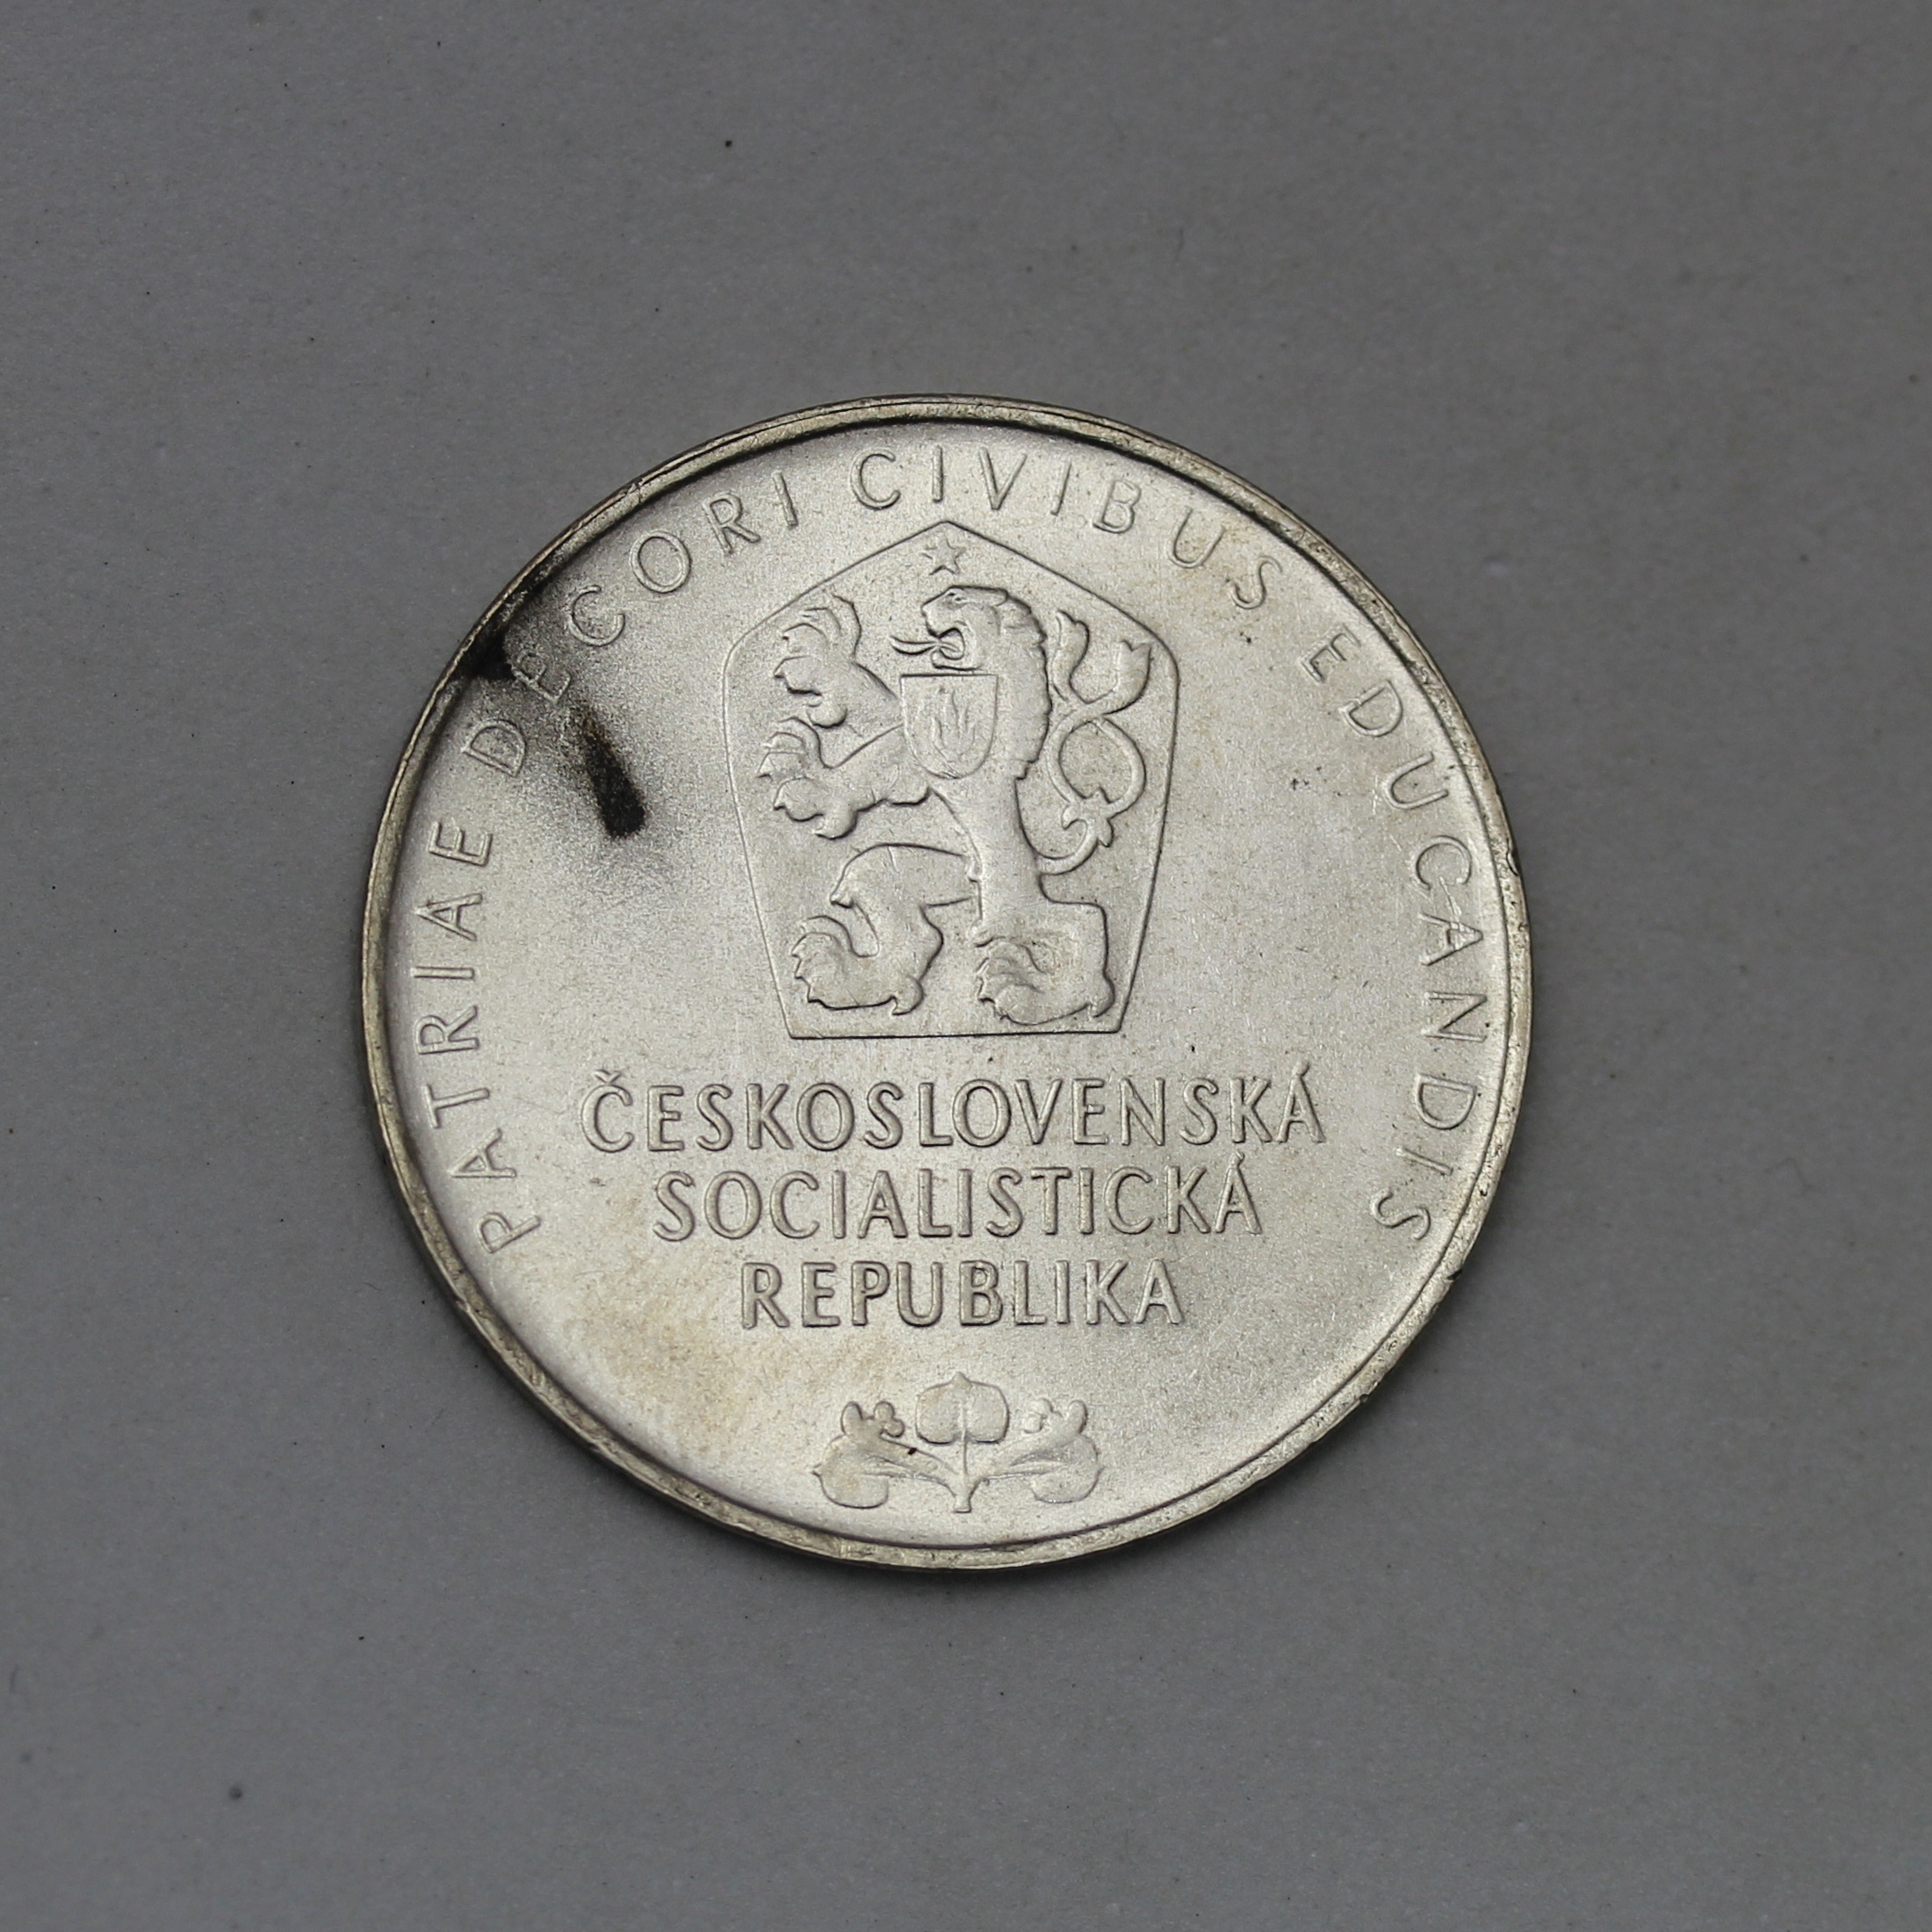 PATRIAE DECORI CIVIBUS EDUCANDIS
ČESKOSLOVENSKÁ
SOCIALISTICKÁ
REPUBLIKA